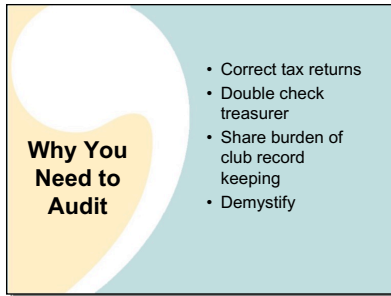 Why You
Need to
Audit
• Correct tax returns
• Double check
treasurer
• Share burden of
club record
keeping
• Demystify